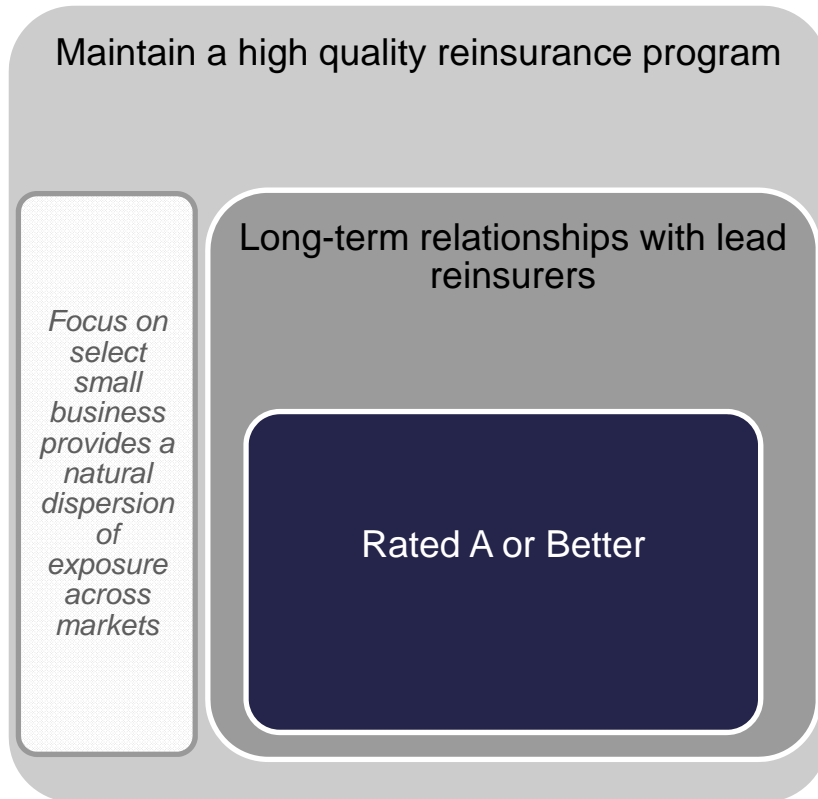 Maintain a high quality reinsurance program
Long-term relationships with lead
reinsurers
Focus on
select
small
business
provides a
natural
dispersion
of
exposure
across
markets
Rated A or Better